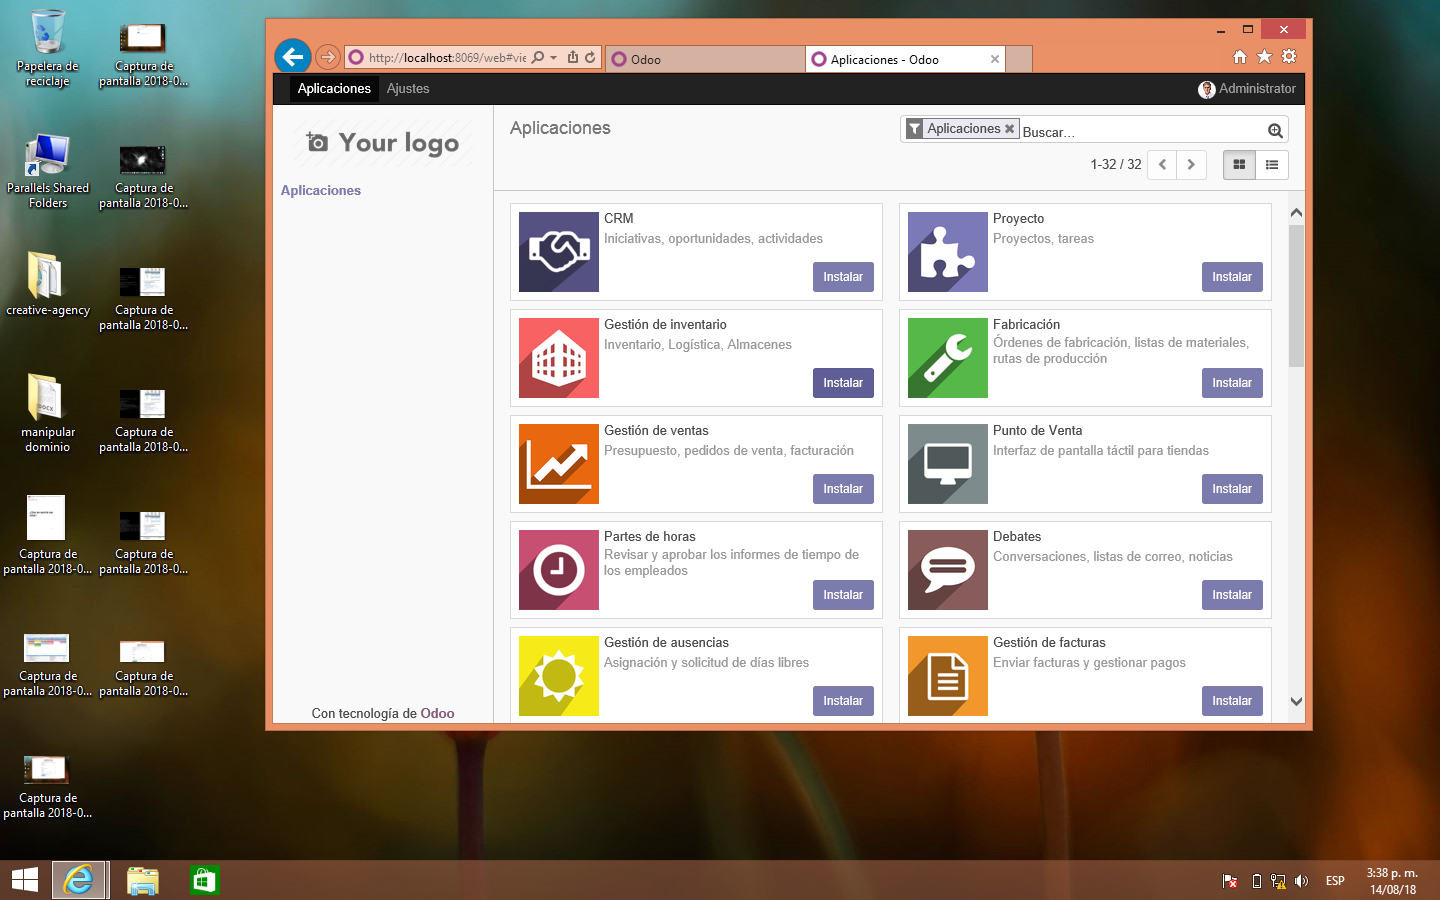 Papelera de
reciclaje
Captura de
pantalla 2018-0...
Parallels Shared
Folders
Captura de
pantalla 2018-0...
creative-agency
Captura de
pantalla 2018-0...
manipular
dominio
Captura de
pantalla 2018-0...
Captura de
pantalla 2018-0...
Captura de
pantalla 2018-0...
Captura de
pantalla 2018-0...
Captura de
pantalla 2018-0...
Captura de
pantalla 2018-0...
http://localhost:8069/web#vie
Odoo
Aplicaciones - Odoo
Aplicaciones
Ajustes
Administrator
Your logo
Aplicaciones
Con tecnología de Odoo
Aplicaciones
Aplicaciones
Buscar...
1-32 / 32
CRM
Iniciativas, oportunidades, actividades
Instalar
Proyecto
Proyectos, tareas
Instalar
Gestión de inventario
Inventario, Logística, Almacenes
Instalar
Fabricación
Órdenes de fabricación, listas de materiales,
rutas de producción
Instalar
Gestión de ventas
Presupuesto, pedidos de venta, facturación
Instalar
Punto de Venta
Interfaz de pantalla táctil para tiendas
Instalar
Partes de horas
Revisar y aprobar los informes de tiempo de
los empleados
Instalar
Debates
Conversaciones, listas de correo, noticias
Instalar
Gestión de ausencias
Asignación y solicitud de días libres
Instalar
Gestión de facturas
Enviar facturas y gestionar pagos
Instalar
ESP
3:38 p. m.
14/08/18